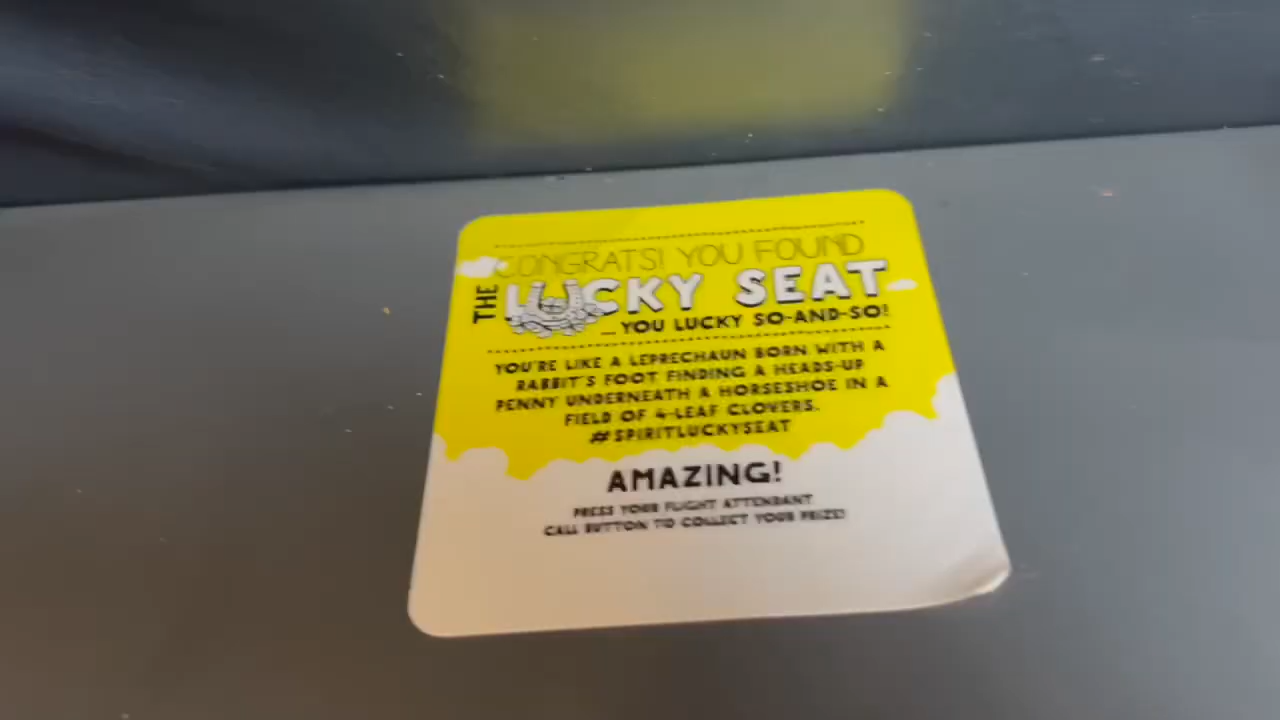 CONGRATS! YOU FOUND
THE LUCKY SEAT
...YOU LUCKY SO-AND-SO!
YOU'RE LIKE A LEPRECHAUN BORN WITH A
RABBIT'S FOOT FINDING A HEADS-UP
PENNY UNDERNEATH A HORSESHOE IN A
FIELD OF 4-LEAF CLOVERS.
#SPIRITLUCKYSEAT
AMAZING!
PRESS YOUR FLIGHT ATTENDANT
CALL BUTTON TO COLLECT YOUR PRIZE!